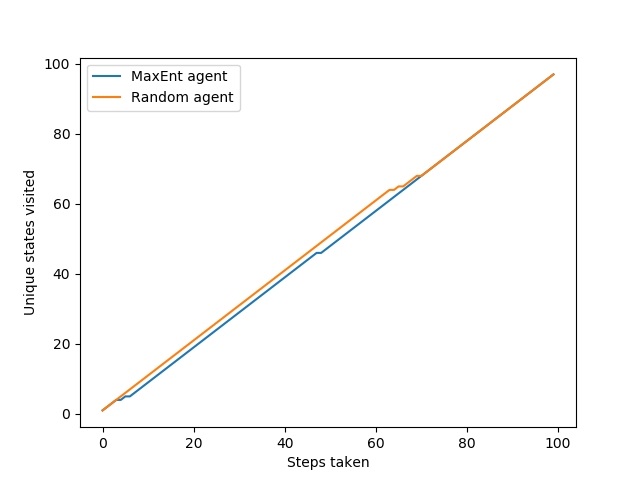 MaxEnt agent
Random agent
100
80
60
40
20
0
Unique states visited
0 20 40 60 80 100
Steps taken